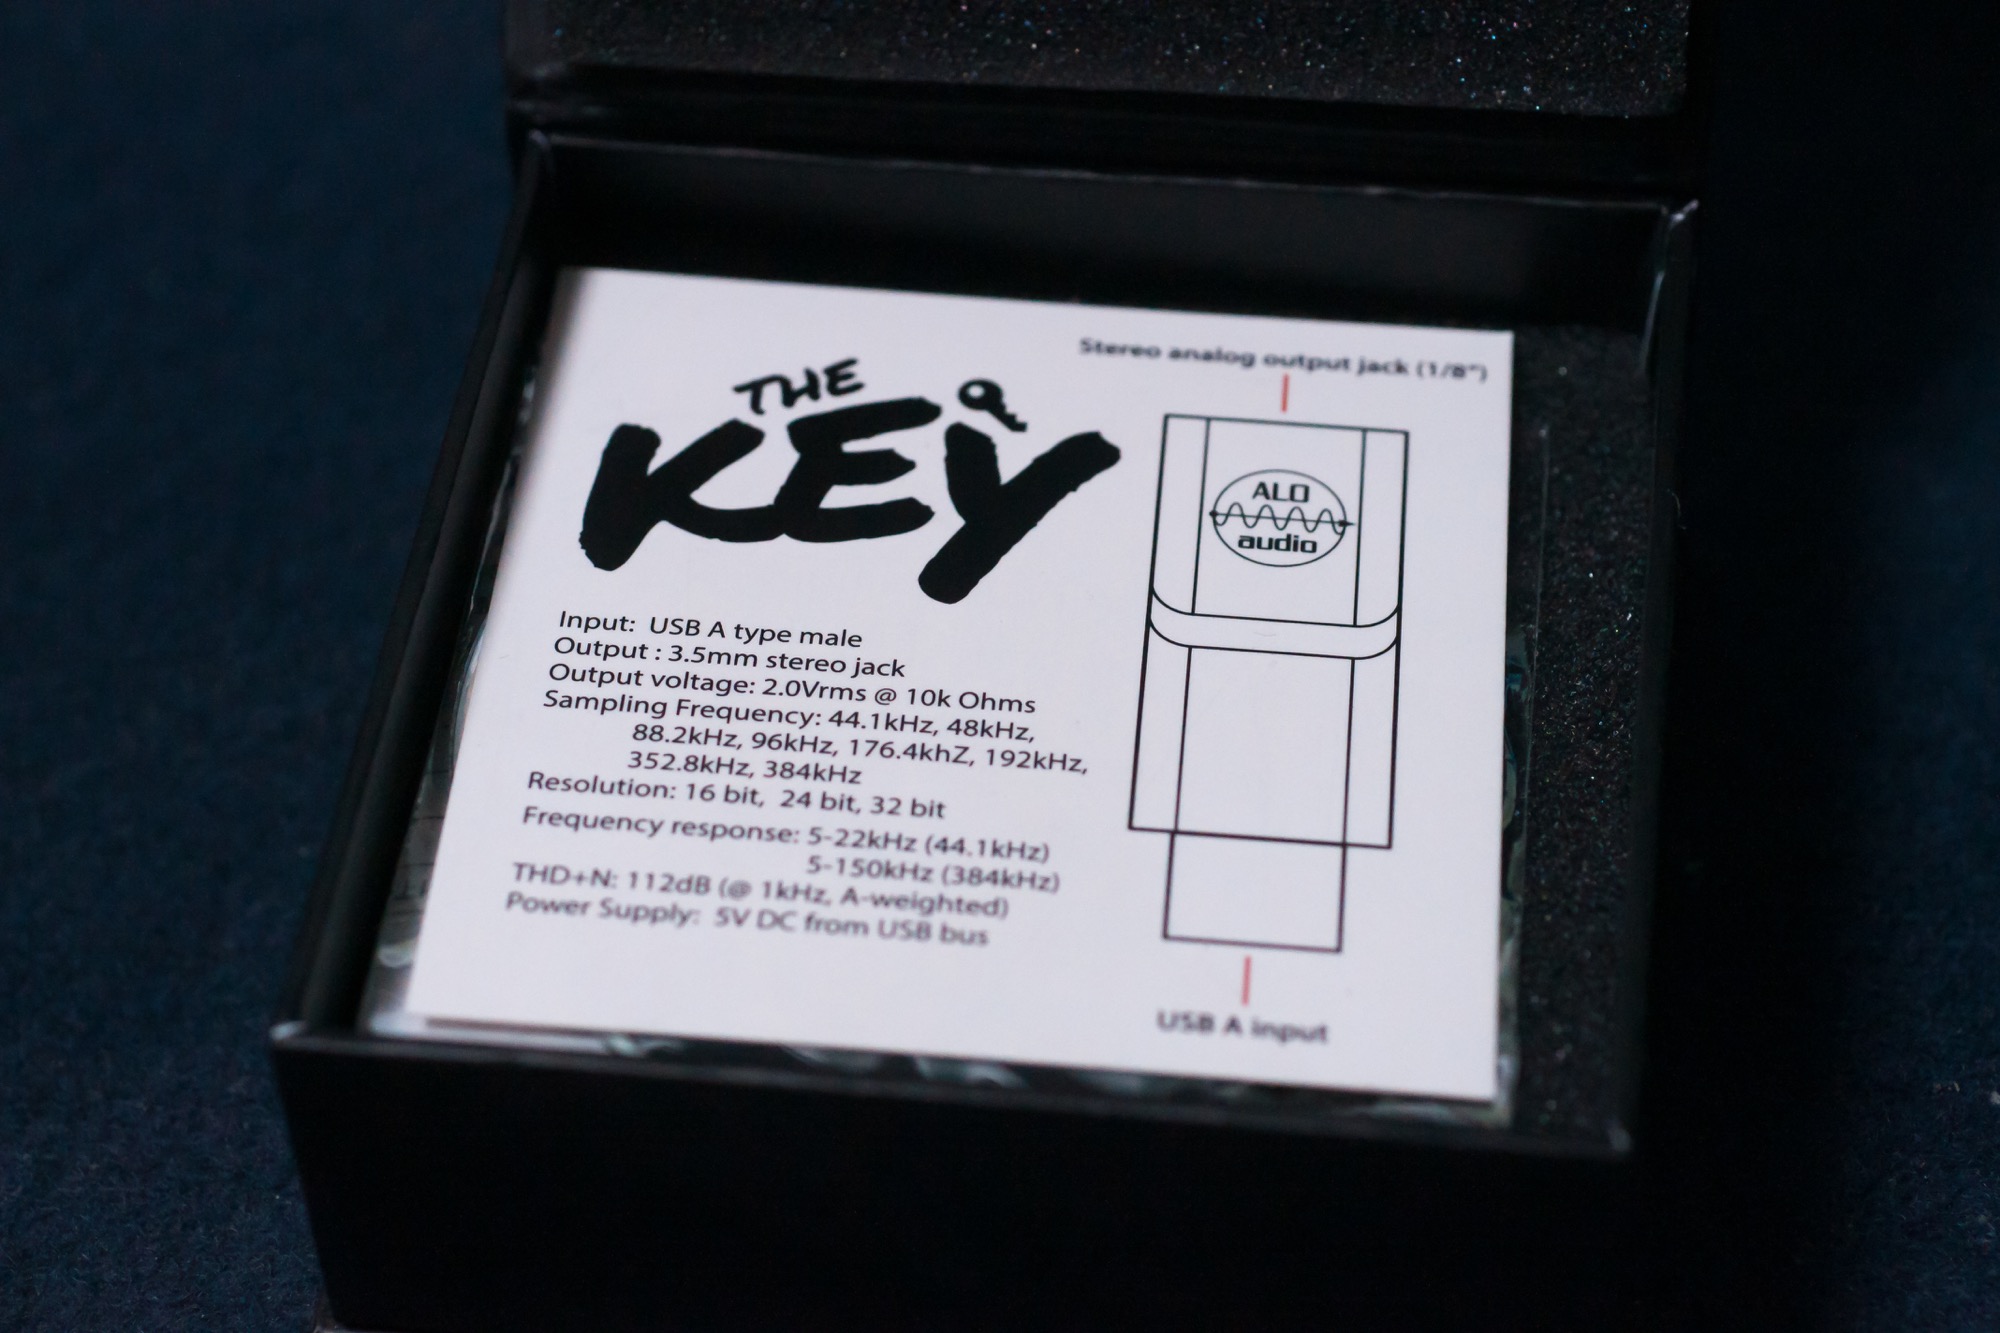 THE
KEY
Input:  USB A type male
Output : 3.5mm stereo jack
Output voltage: 2.0Vrms @ 10k Ohms
Sampling Frequency: 44.1kHz, 48kHz,
88.2kHz, 96kHz, 176.4khZ, 192kHz,
352.8kHz, 384kHz
Resolution: 16 bit,  24 bit, 32 bit
Frequency response: 5-22kHz (44.1kHz)
5-150kHz (384kHz)
THD+N: 112dB (@ 1kHz, A-weighted)
Power Supply:  5V DC from USB bus
Stereo analog output jack (1/8")
ALO
audio
USB A input